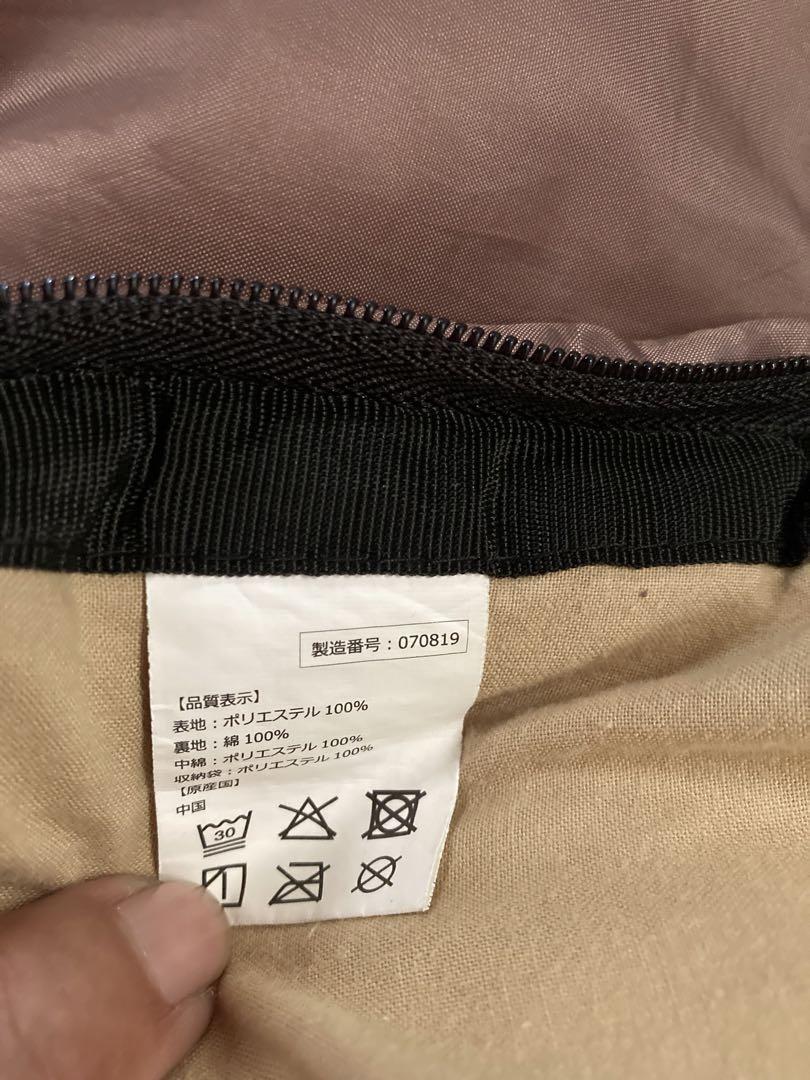 製造番号：070819
【品質表示】
表地：ポリエステル 100%
裏地：綿 100%
中綿：ポリエステル 100%
収納袋：ポリエステル 100%
【原産国】
中国
30